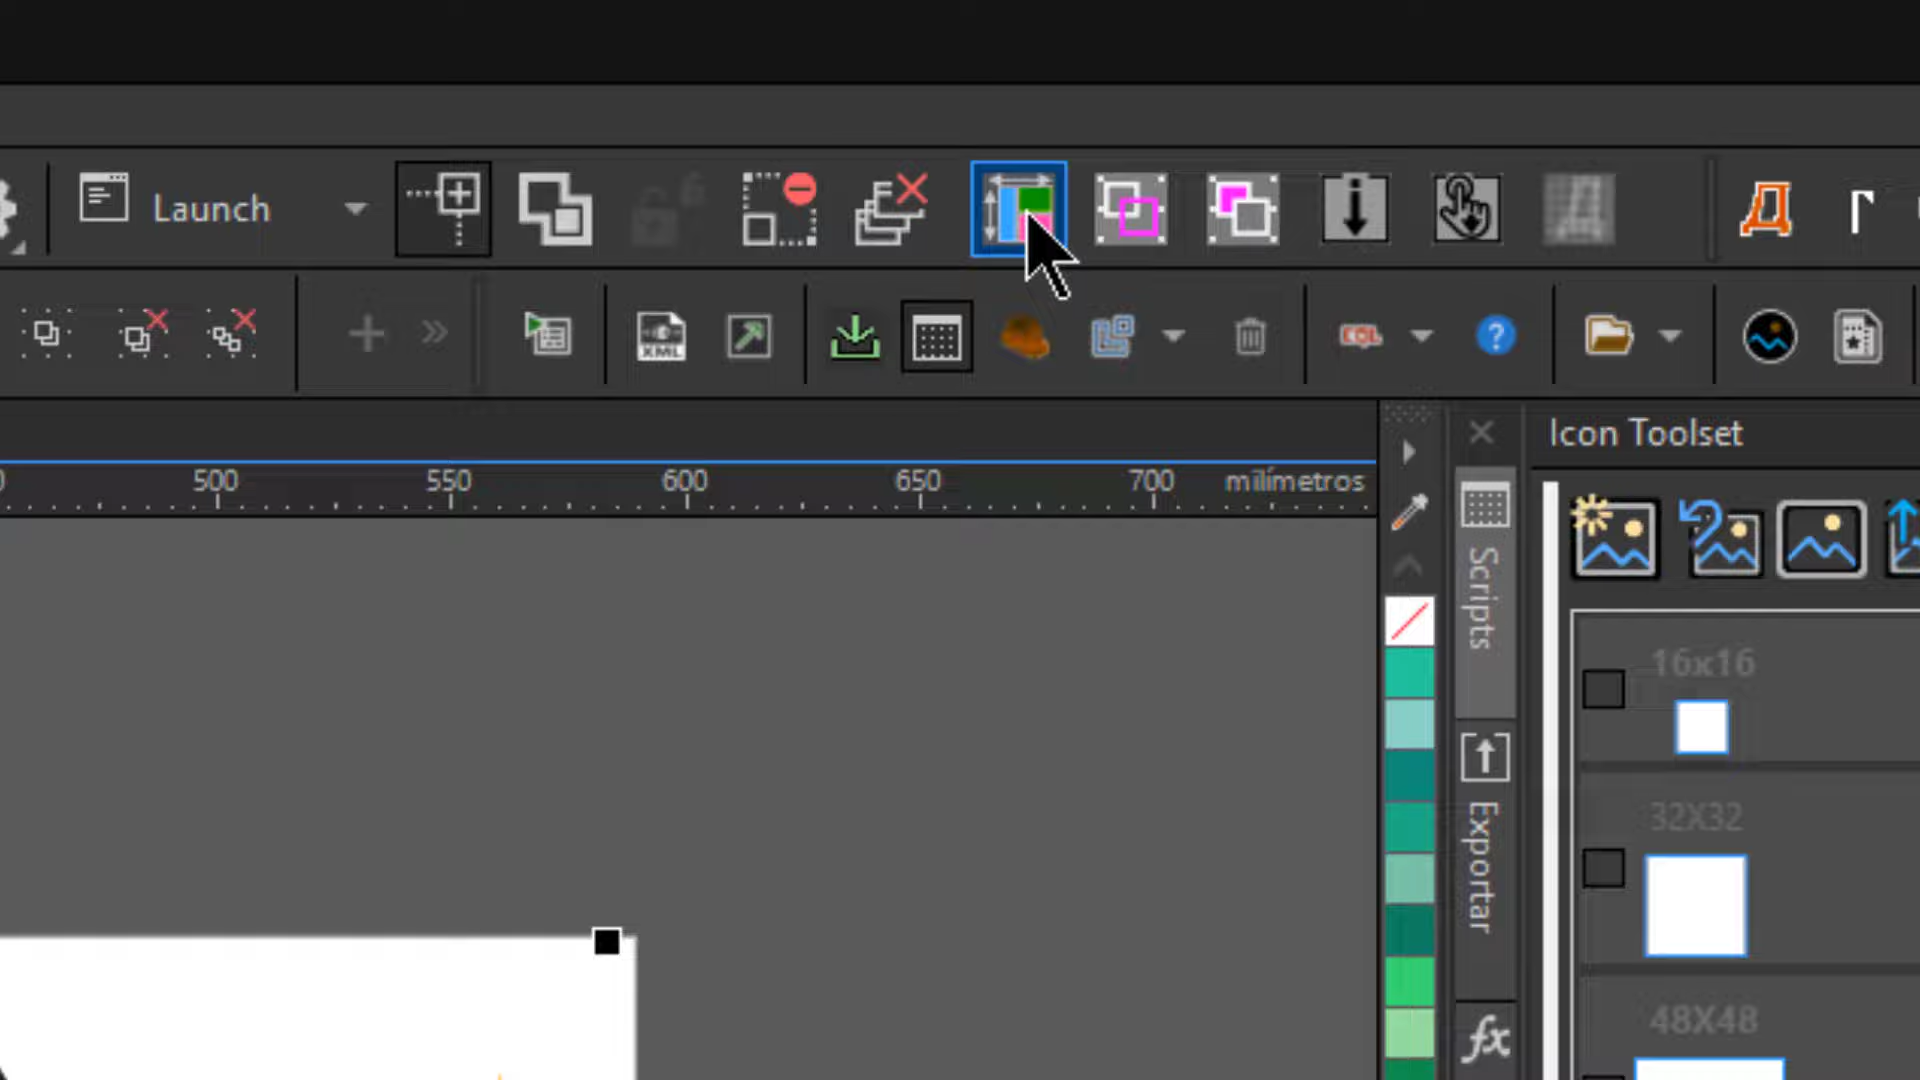 Launch
XML
CQL
?
Icon Toolset
500 550 600 650 700 milímetros
Scripts
16x16
32X32
Exportar
48X48
fx